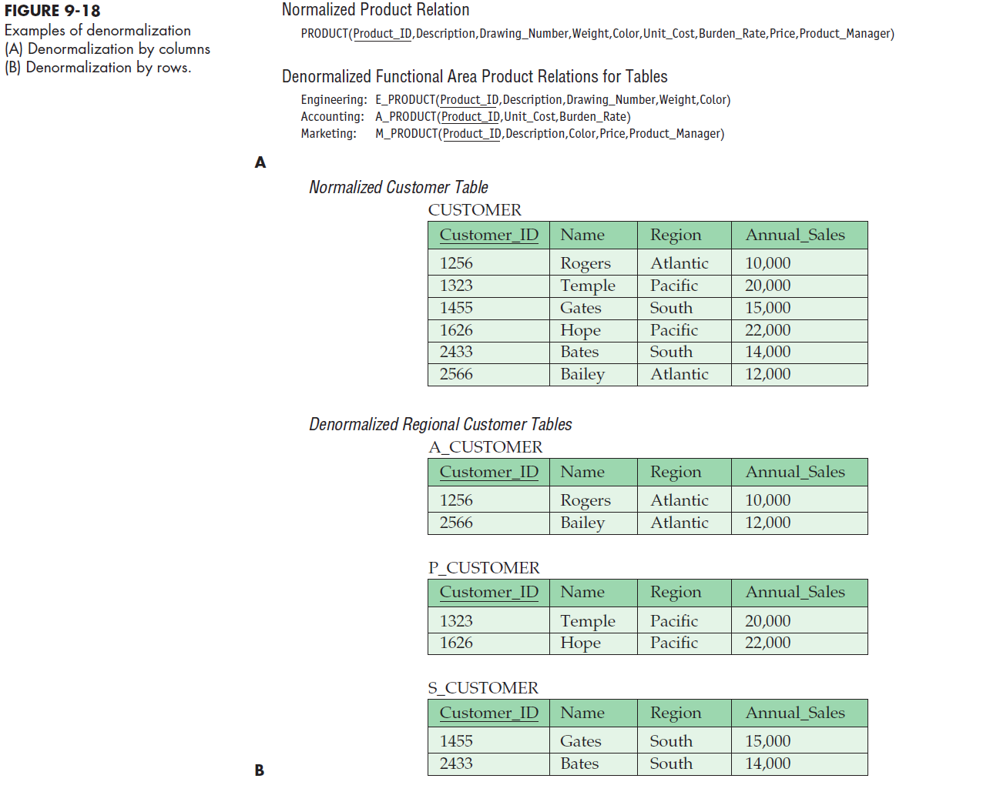 FIGURE 9-18
Examples of denormalization
(A) Denormalization by columns
(B) Denormalization by rows.
Normalized Product Relation
PRODUCT(Product_ID,Description,Drawing_Number,Weight,Color,Unit_Cost,Burden_Rate,Price,Product_Manager)
Denormalized Functional Area Product Relations for Tables
Engineering: E_PRODUCT(Product_ID,Description,Drawing_Number,Weight,Color)
Accounting: A_PRODUCT(Product_ID,Unit_Cost,Burden_Rate)
Marketing: M_PRODUCT(Product_ID,Description,Color,Price,Product_Manager)
A
Normalized Customer Table
CUSTOMER
Customer_ID Name Region Annual_Sales
1256 Rogers Atlantic 10,000
1323 Temple Pacific 20,000
1455 Gates South 15,000
1626 Hope Pacific 22,000
2433 Bates South 14,000
2566 Bailey Atlantic 12,000
Denormalized Regional Customer Tables
A_CUSTOMER
Customer_ID Name Region Annual_Sales
1256 Rogers Atlantic 10,000
2566 Bailey Atlantic 12,000
P_CUSTOMER
Customer_ID Name Region Annual_Sales
1323 Temple Pacific 20,000
1626 Hope Pacific 22,000
S_CUSTOMER
Customer_ID Name Region Annual_Sales
1455 Gates South 15,000
2433 Bates South 14,000
B